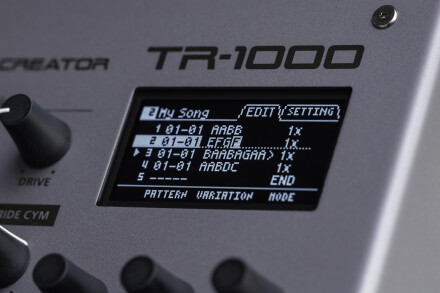 CREATOR
TR-1000
2 My Song EDIT SETTING
1 01-01 AABB 1x
2 01-01 EFGF 1x
3 01-01 BAABAGAA> 1x
4 01-01 AABDC 1x
5 ----- END
PATTERN VARIATION MODE
DRIVE
RIDE CYM